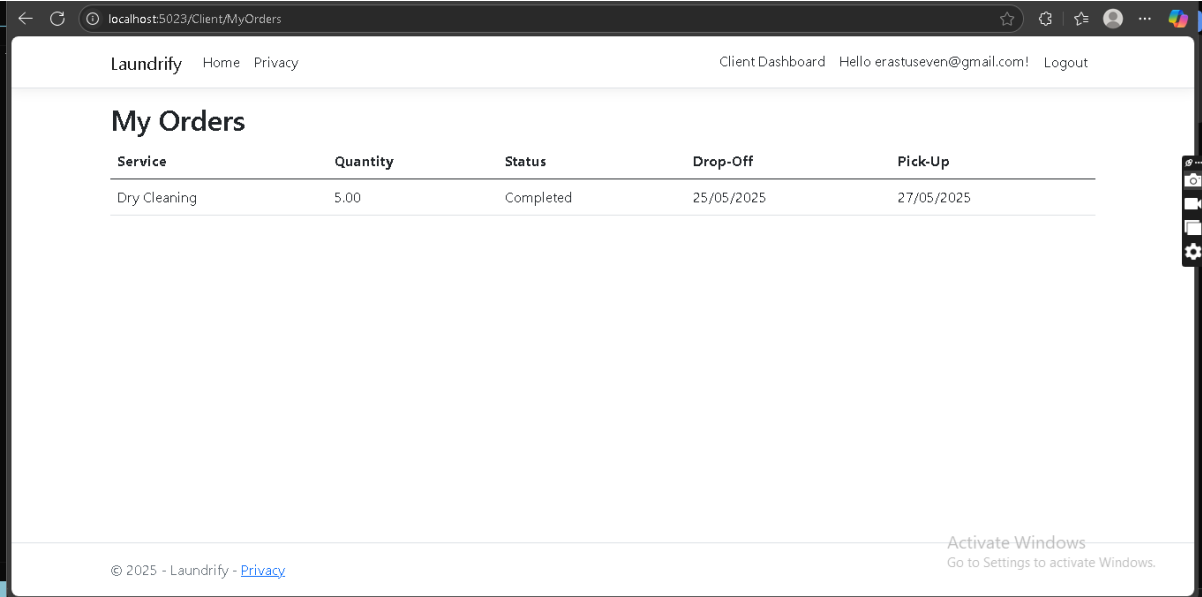 localhost:5023/Client/MyOrders
Laundrify Home Privacy Client Dashboard Hello erastuseven@gmail.com! Logout
My Orders
Service Quantity Status Drop-Off Pick-Up
Dry Cleaning 5.00 Completed 25/05/2025 27/05/2025
Activate Windows
Go to Settings to activate Windows.
© 2025 - Laundrify - Privacy